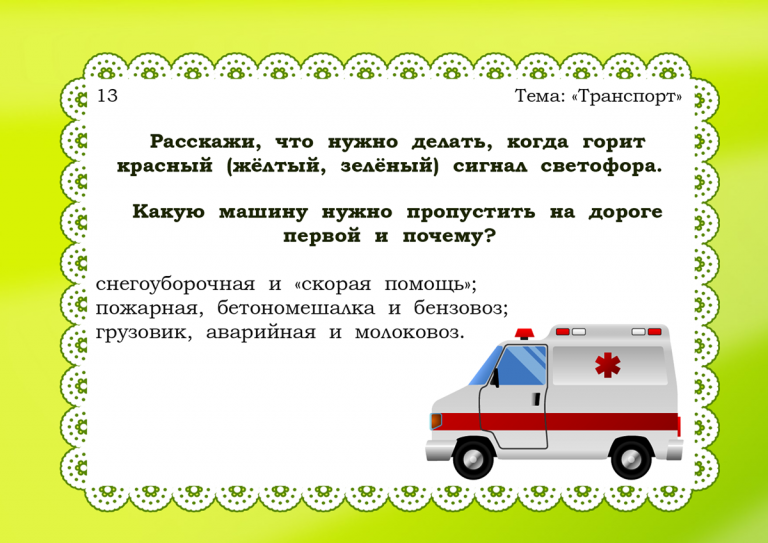 13
Тема: «Транспорт»
Расскажи, что нужно делать, когда горит
красный (жёлтый, зелёный) сигнал светофора.
Какую машину нужно пропустить на дороге
первой и почему?
снегоуборочная и «скорая помощь»;
пожарная, бетономешалка и бензовоз;
грузовик, аварийная и молоковоз.